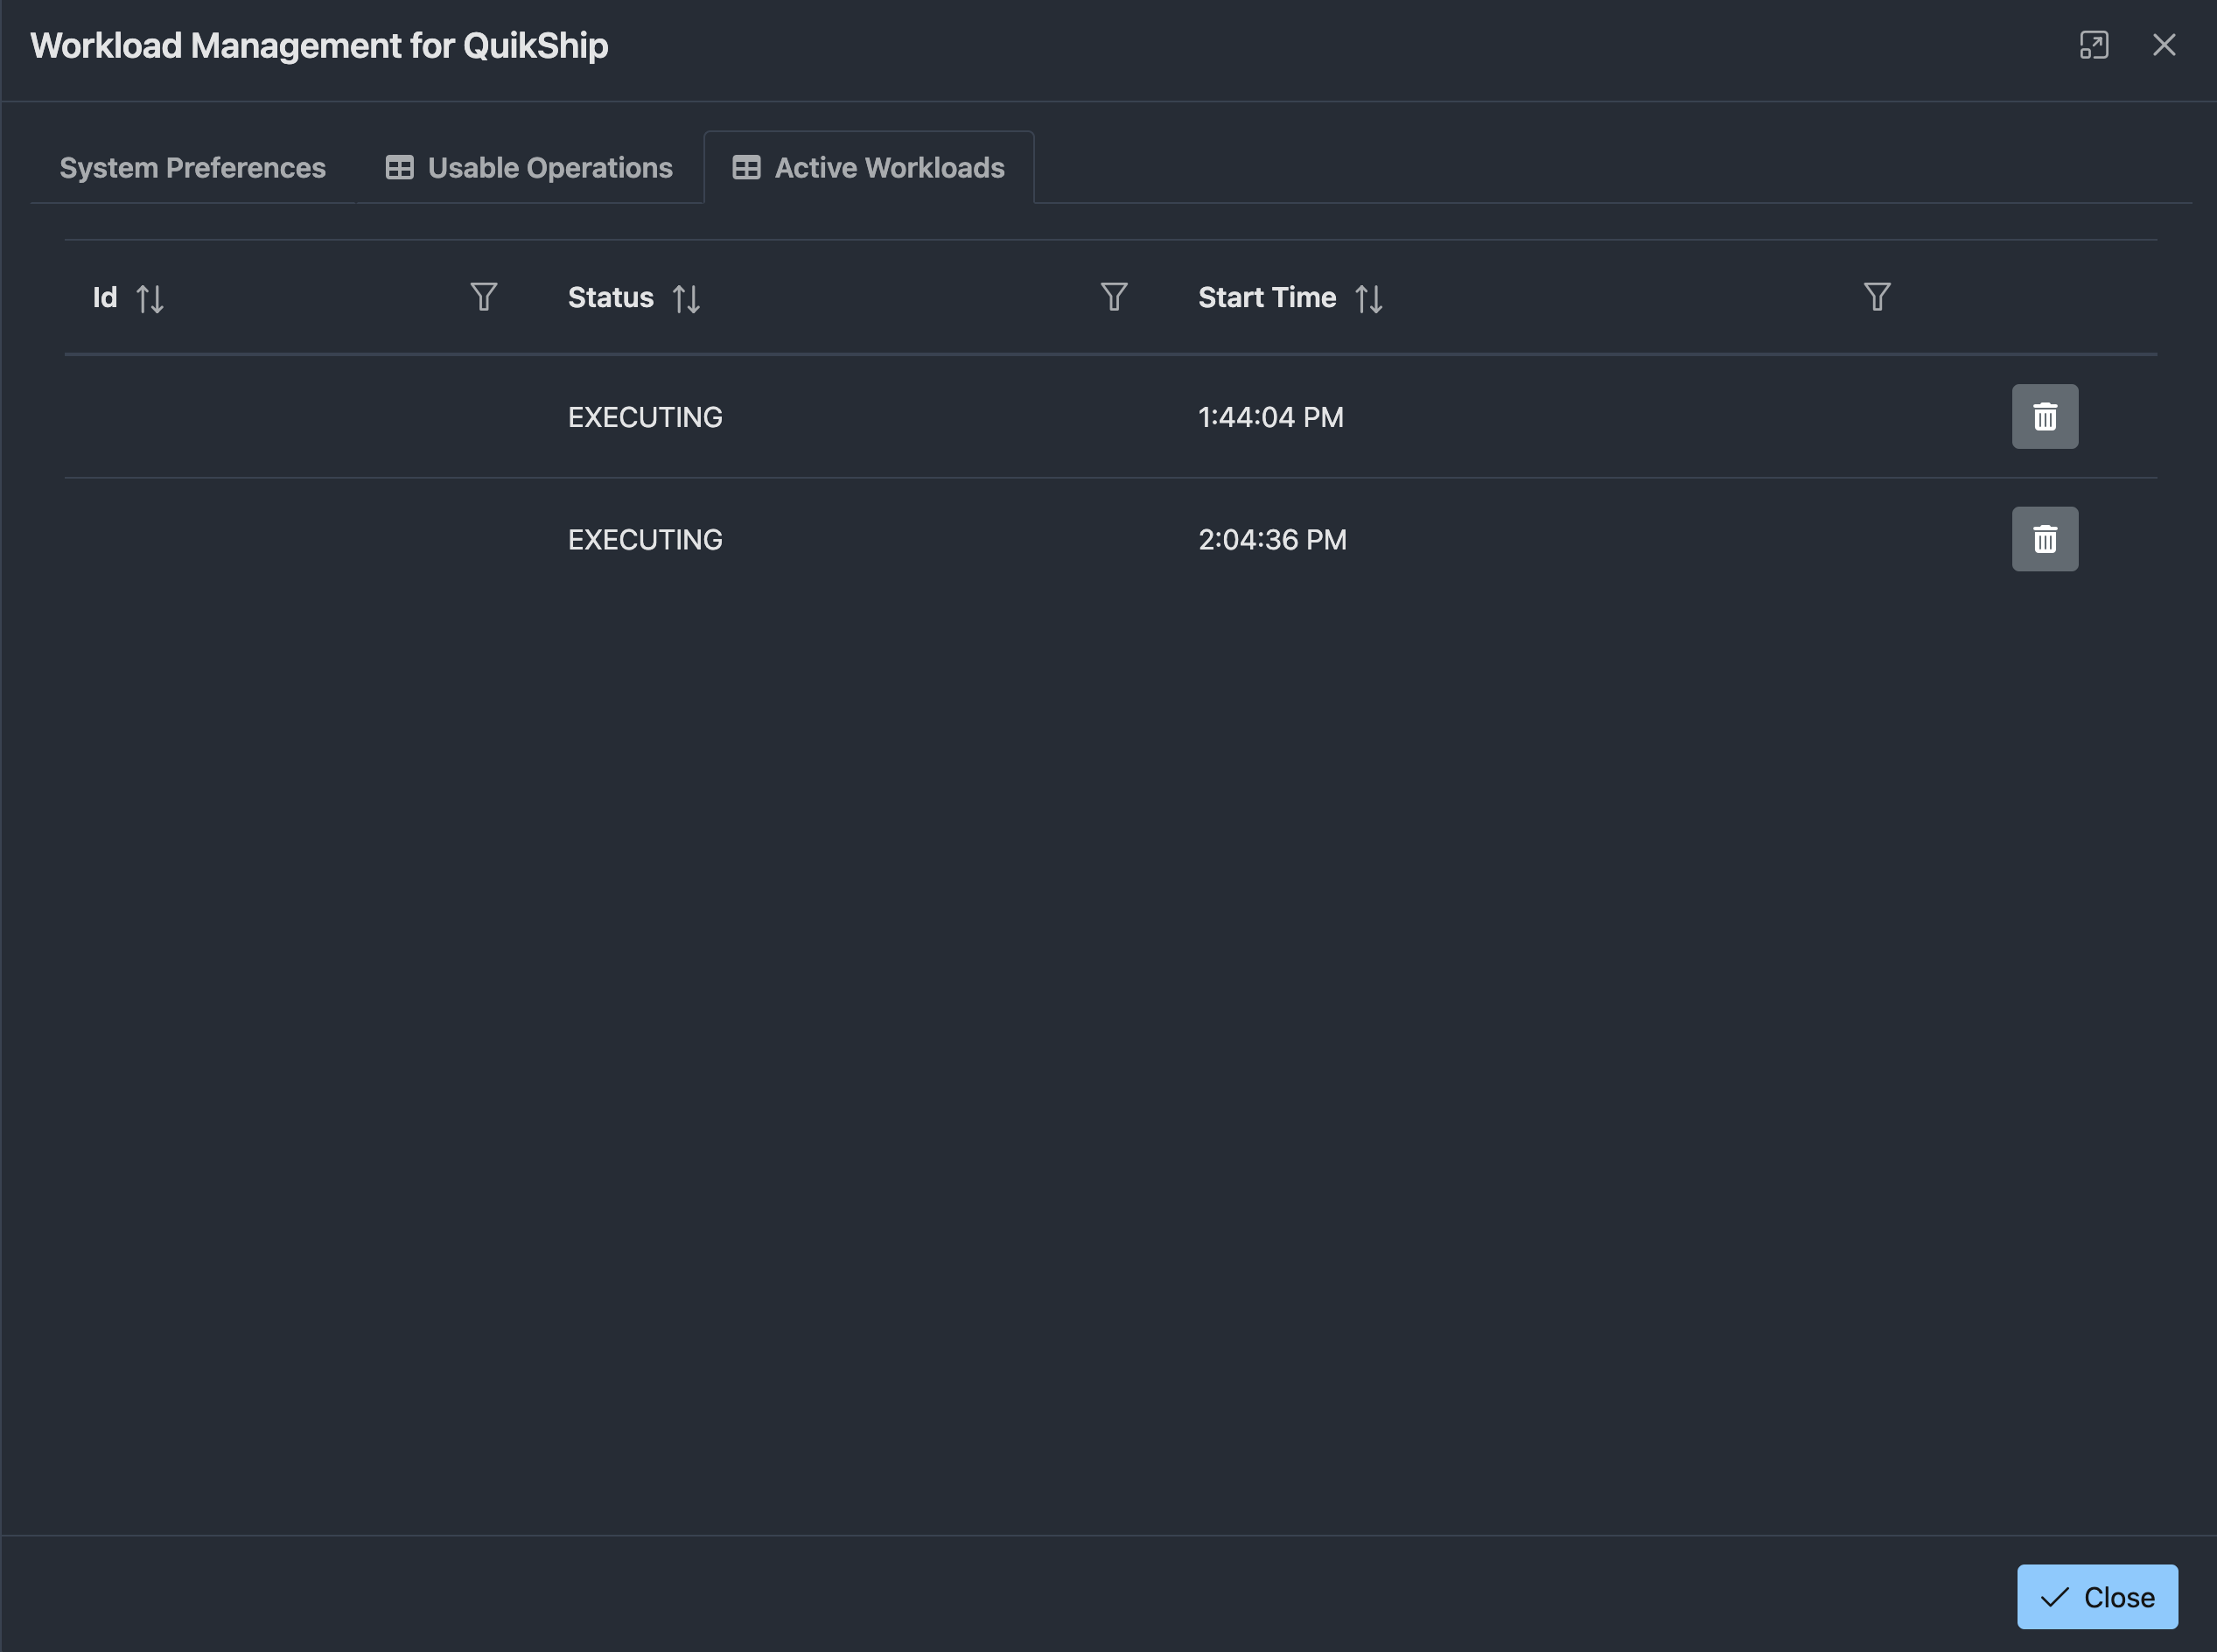 Workload Management for QuikShip
System Preferences Usable Operations Active Workloads
Id Status Start Time
EXECUTING 1:44:04 PM
EXECUTING 2:04:36 PM
Close